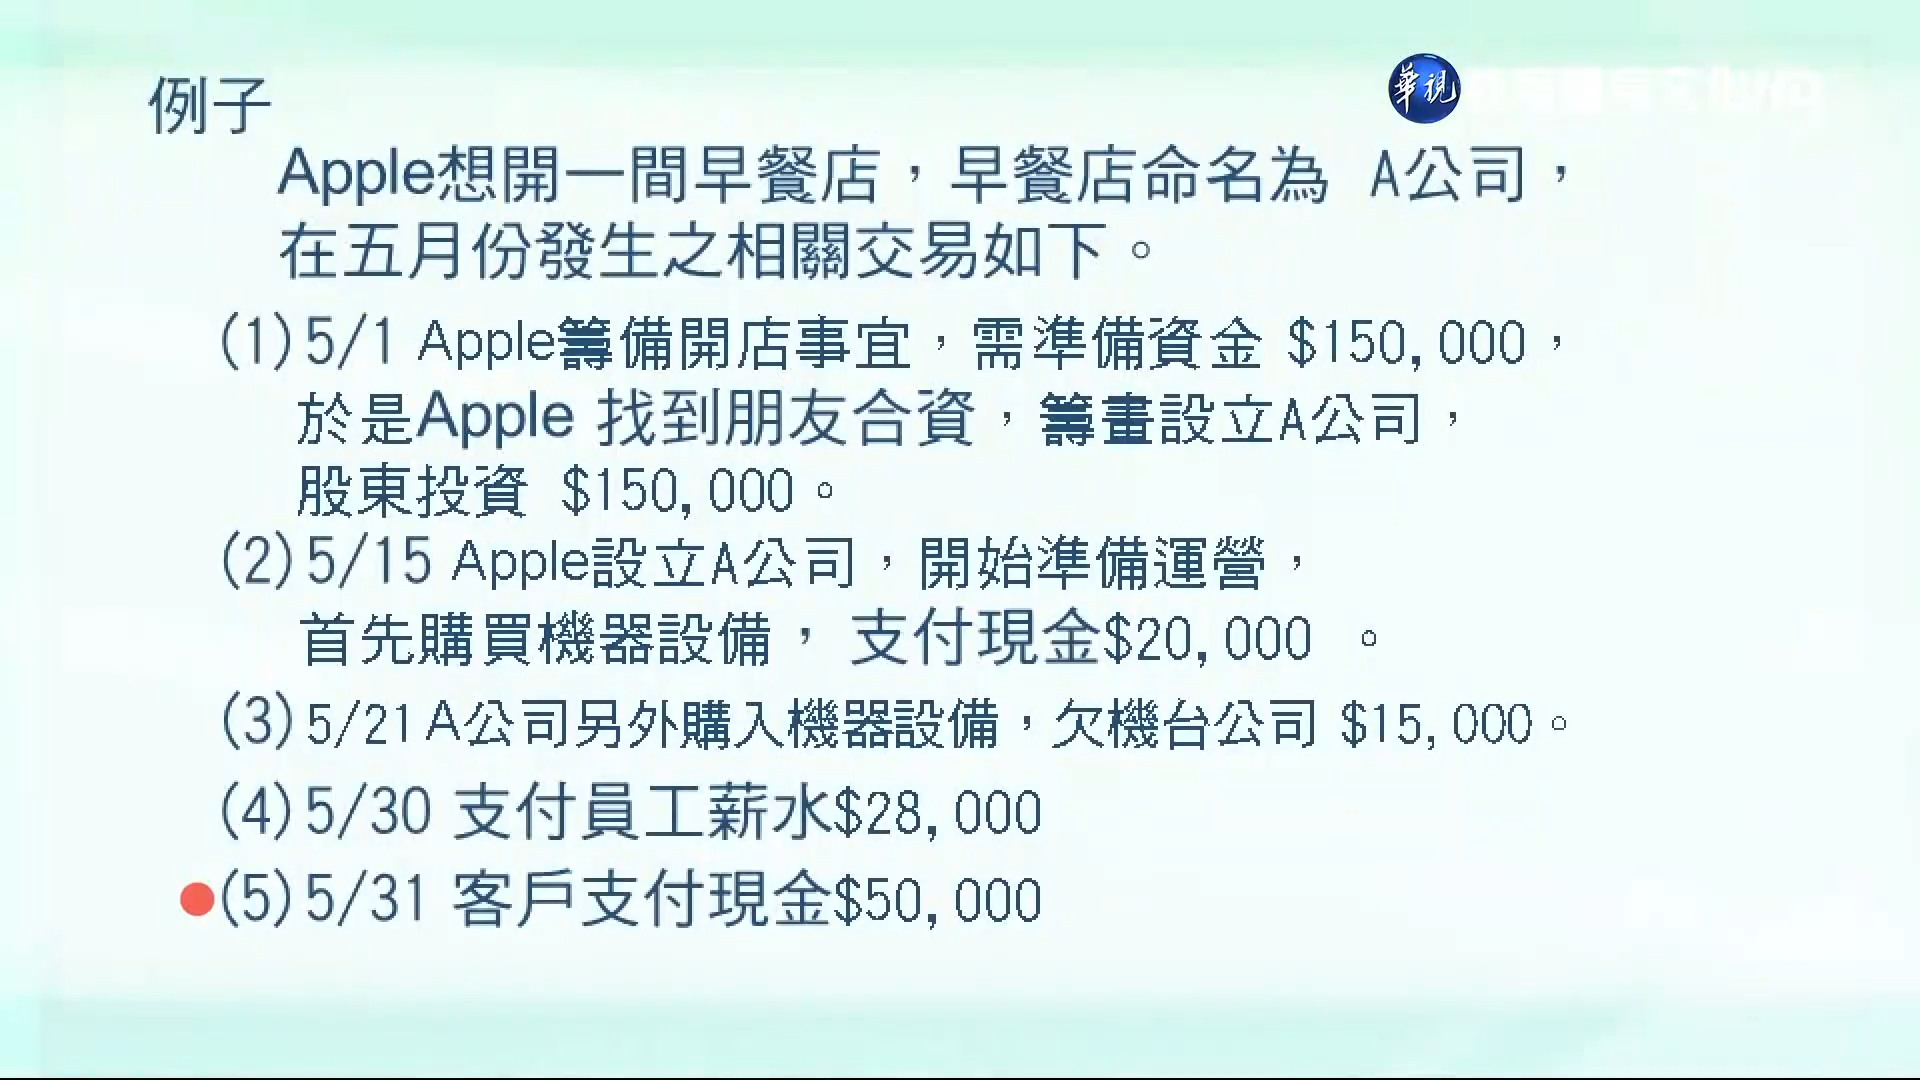 華視
例子
Apple想開一間早餐店，早餐店命名為 A公司，
在五月份發生之相關交易如下。
(1)5/1 Apple籌備開店事宜，需準備資金 $150,000，
於是Apple 找到朋友合資，籌畫設立A公司，
股東投資 $150,000。
(2)5/15 Apple設立A公司，開始準備運營，
首先購買機器設備， 支付現金$20,000 。
(3)5/21 A公司另外購入機器設備，欠機台公司 $15,000。
(4)5/30 支付員工薪水$28,000
(5)5/31 客戶支付現金$50,000